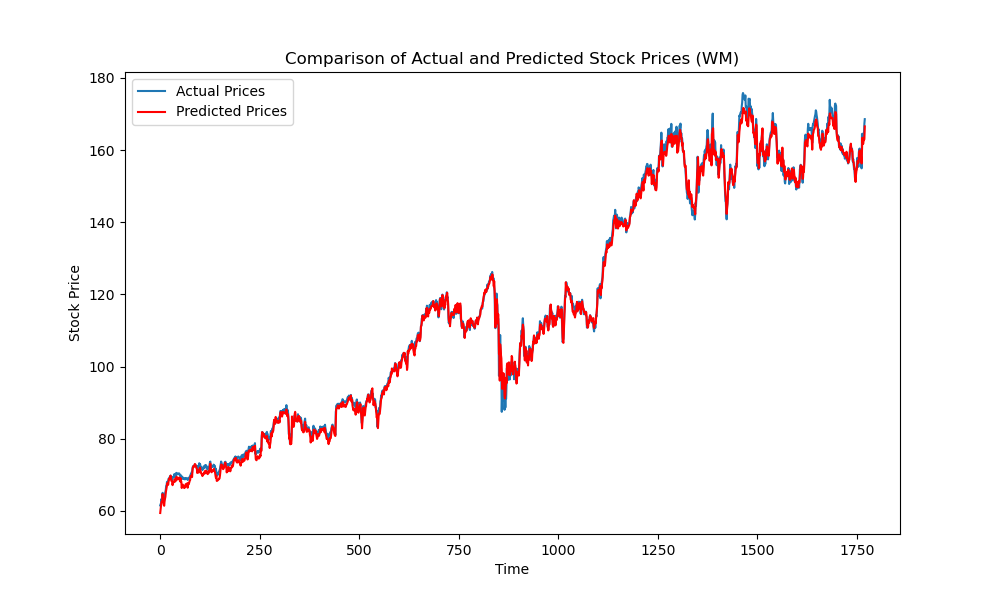 Comparison of Actual and Predicted Stock Prices (WM)
Actual Prices
Predicted Prices
180
160
140
120
100
80
60
Stock Price
0 250 500 750 1000 1250 1500 1750
Time